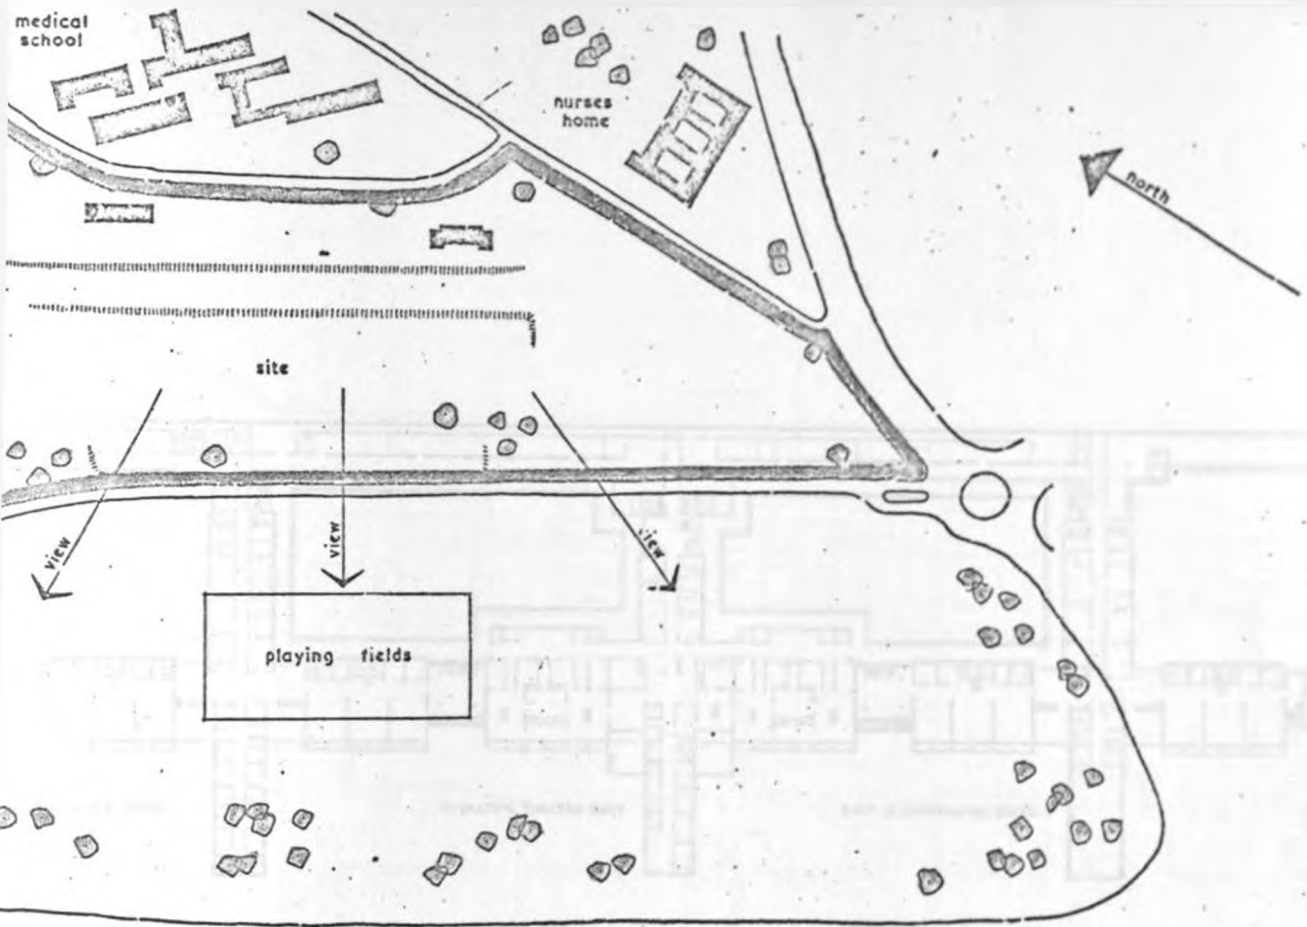 medical
school
nurses
home
north
site
view
view
view
playing fields